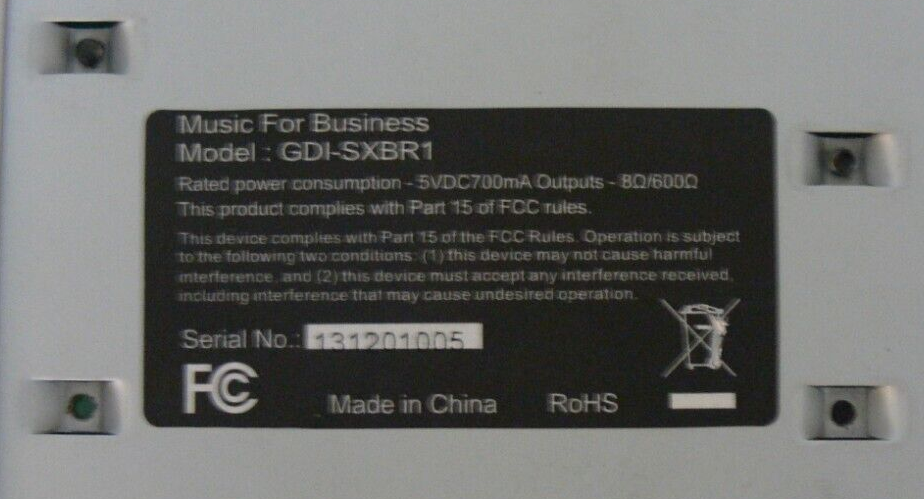 Music For Business
Model : GDI-SXBR1
Rated power consumption - 5VDC700mA Outputs - 8Ω/600Ω
This product complies with Part 15 of FCC rules.
This device complies with Part 15 of the FCC Rules. Operation is subject
to the following two conditions: (1) this device may not cause harmful
interference, and (2) this device must accept any interference received,
including interference that may cause undesired operation.
Serial No.: 131201005
FC Made in China RoHS